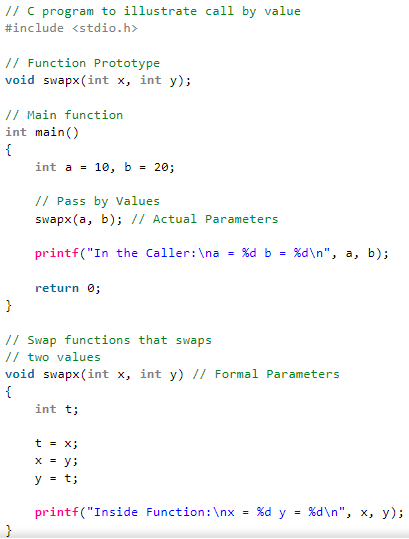 // C program to illustrate call by value
#include <stdio.h>

// Function Prototype
void swapx(int x, int y);

// Main function
int main()
{
    int a = 10, b = 20;

    // Pass by Values
    swapx(a, b); // Actual Parameters

    printf("In the Caller:\na = %d b = %d\n", a, b);

    return 0;
}

// Swap functions that swaps
// two values
void swapx(int x, int y) // Formal Parameters
{
    int t;

    t = x;
    x = y;
    y = t;

    printf("Inside Function:\nx = %d y = %d\n", x, y);
}